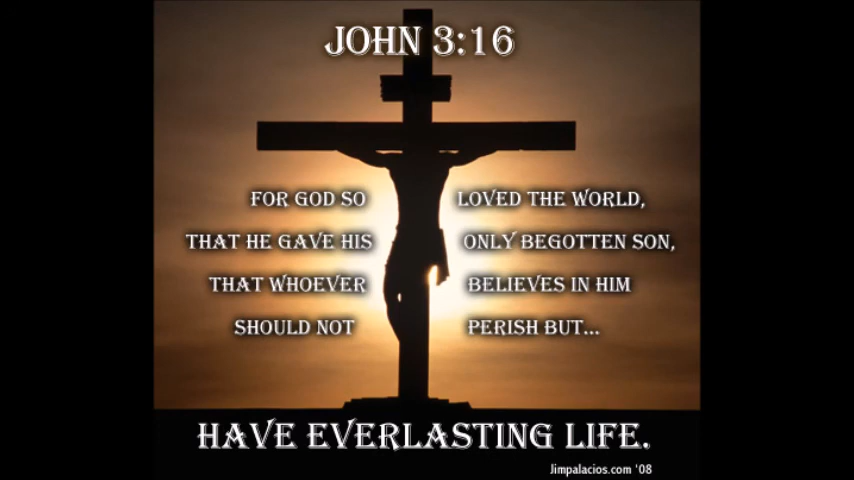 JOHN 3:16
FOR GOD SO LOVED THE WORLD,
THAT HE GAVE HIS ONLY BEGOTTEN SON,
THAT WHOEVER BELIEVES IN HIM
SHOULD NOT PERISH BUT...
HAVE EVERLASTING LIFE.
Jimpalacios.com '08